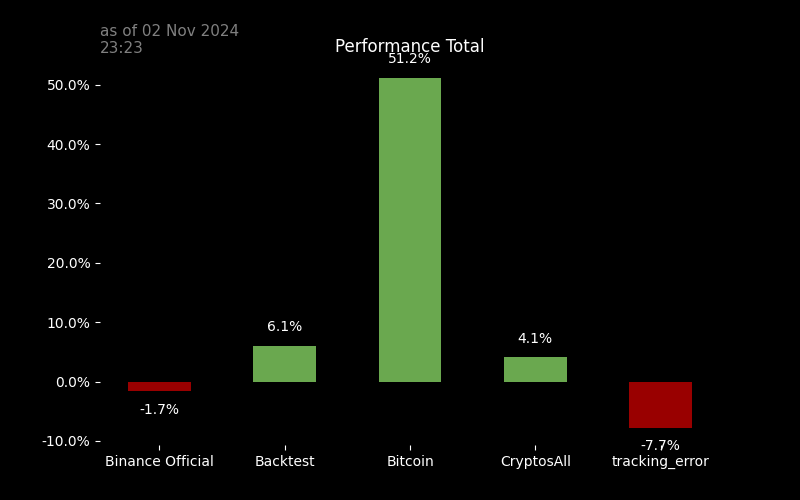 as of 02 Nov 2024
23:23
Performance Total
51.2%
50.0%
40.0%
30.0%
20.0%
10.0%
0.0%
-10.0%
6.1%
4.1%
-1.7%
-7.7%
Binance Official
Backtest
Bitcoin
CryptosAll
tracking_error